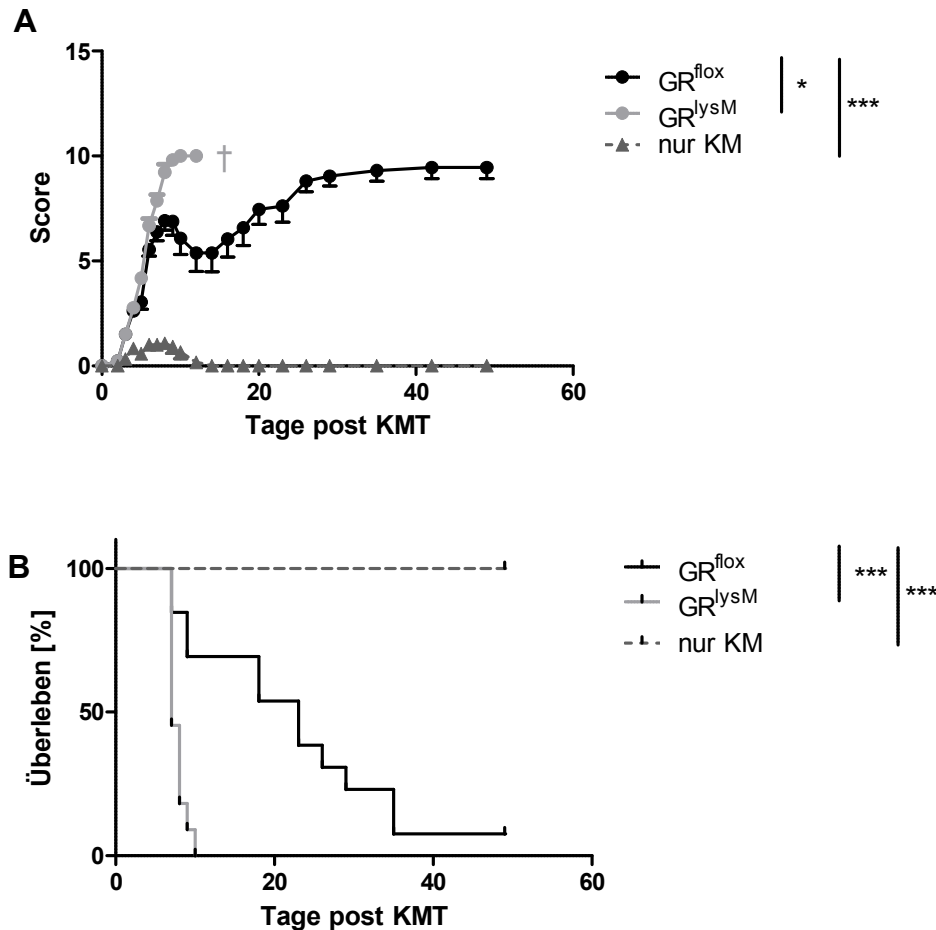 A
15
10
5
0
Score
0 20 40 60
Tage post KMT
GRflox
GRlysM
nur KM
*
***
†
B
100
50
0
Überleben [%]
0 20 40 60
Tage post KMT
GRflox
GRlysM
nur KM
***
***